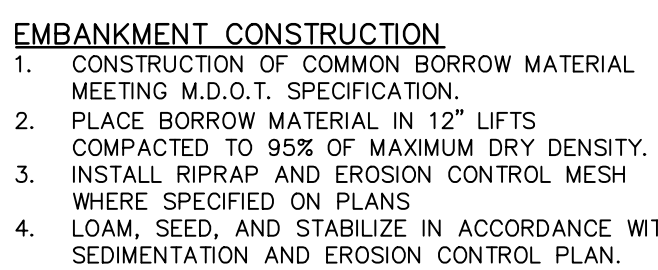 EMBANKMENT CONSTRUCTION
1. CONSTRUCTION OF COMMON BORROW MATERIAL
MEETING M.D.O.T. SPECIFICATION.
2. PLACE BORROW MATERIAL IN 12" LIFTS
COMPACTED TO 95% OF MAXIMUM DRY DENSITY.
3. INSTALL RIPRAP AND EROSION CONTROL MESH
WHERE SPECIFIED ON PLANS
4. LOAM, SEED, AND STABILIZE IN ACCORDANCE WIT
SEDIMENTATION AND EROSION CONTROL PLAN.